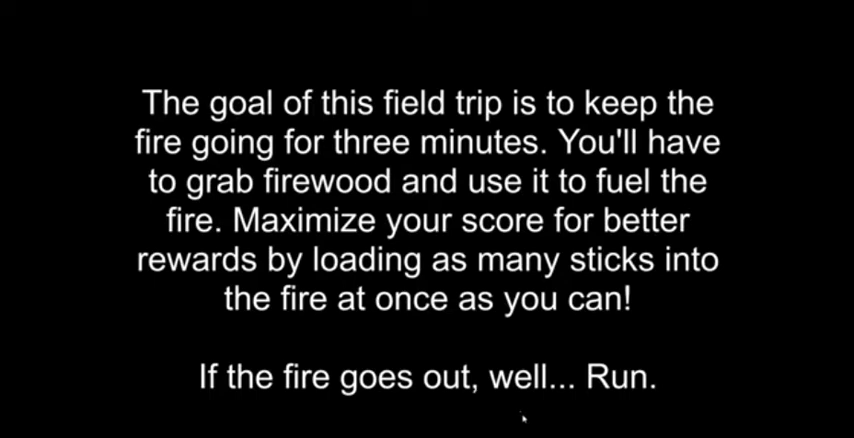 The goal of this field trip is to keep the
fire going for three minutes. You'll have
to grab firewood and use it to fuel the
fire. Maximize your score for better
rewards by loading as many sticks into
the fire at once as you can!
If the fire goes out, well... Run.